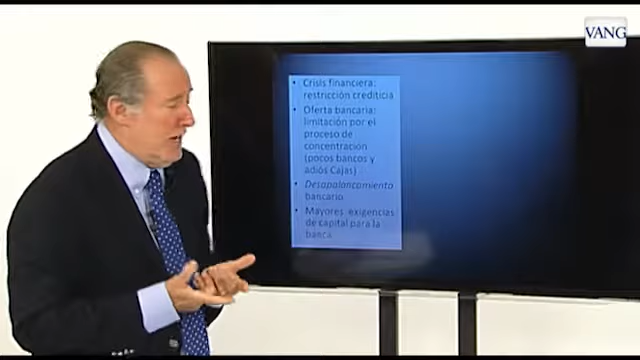 VANG
• Crisis financiera:
restricción crediticia
• Oferta bancaria:
limitación por el
proceso de
concentración
(pocos bancos y
adiós Cajas)
• Desapalancamiento
bancario
• Mayores exigencias
de capital para la
banca